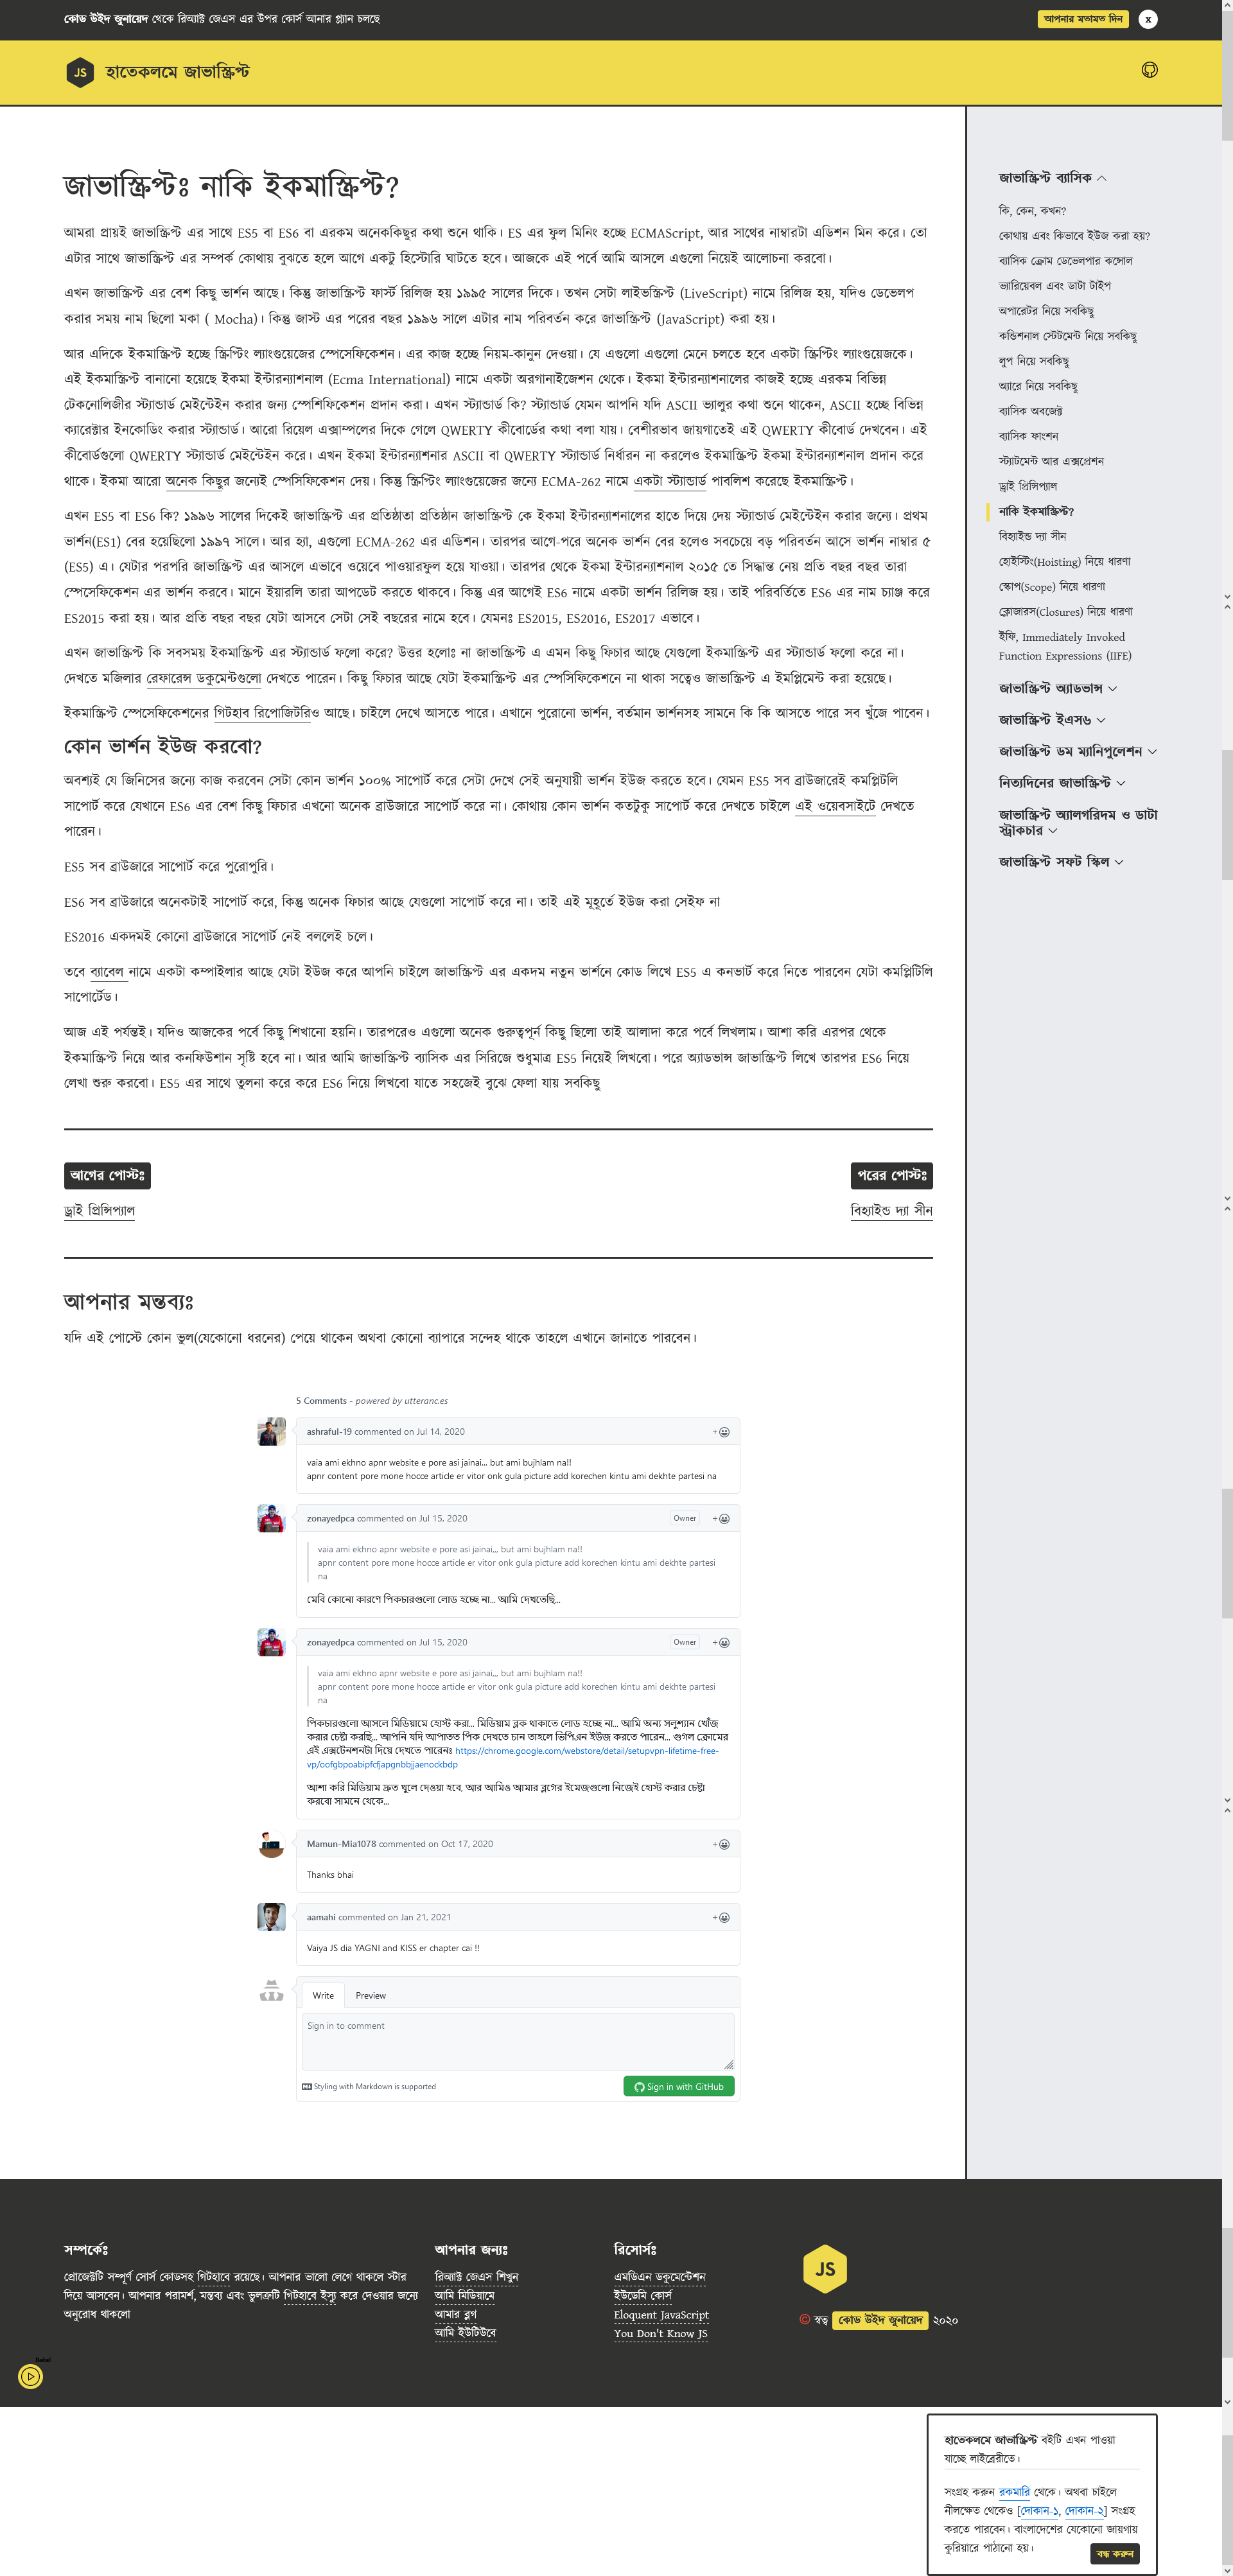 কোড উইদ জুনায়েদ থেকে রিঅ্যাক্ট জেএস এর উপর কোর্স আনার প্ল্যান চলছে
আপনার মতামত দিন
x
JS
হাতেকলমে জাভাস্ক্রিপ্ট
জাভাস্ক্রিপ্টঃ নাকি ইকমাস্ক্রিপ্ট?
আমরা প্রায়ই জাভাস্ক্রিপ্ট এর সাথে ES5 বা ES6 বা এরকম অনেককিছুর কথা শুনে থাকি। ES এর ফুল মিনিং হচ্ছে ECMAScript, আর সাথের নাম্বারটা এডিশন মিন করে। তো
এটার সাথে জাভাস্ক্রিপ্ট এর সম্পর্ক কোথায় বুঝতে হলে আগে একটু হিস্টোরি ঘাটতে হবে। আজকে এই পর্বে আমি আসলে এগুলো নিয়েই আলোচনা করবো।
এখন জাভাস্ক্রিপ্ট এর বেশ কিছু ভার্শন আছে। কিন্তু জাভাস্ক্রিপ্ট ফার্স্ট রিলিজ হয় ১৯৯৫ সালের দিকে। তখন সেটা লাইভস্ক্রিপ্ট (LiveScript) নামে রিলিজ হয়, যদিও ডেভেলপ
করার সময় নাম ছিলো মকা ( Mocha)। কিন্তু জাস্ট এর পরের বছর ১৯৯৬ সালে এটার নাম পরিবর্তন করে জাভাস্ক্রিপ্ট (JavaScript) করা হয়।
আর এদিকে ইকমাস্ক্রিপ্ট হচ্ছে স্ক্রিপ্টিং ল্যাংগুয়েজের স্পেসেফিকেশন। এর কাজ হচ্ছে নিয়ম-কানুন দেওয়া। যে এগুলো এগুলো মেনে চলতে হবে একটা স্ক্রিপ্টিং ল্যাংগুয়েজকে।
এই ইকমাস্ক্রিপ্ট বানানো হয়েছে ইকমা ইন্টারন্যাশনাল (Ecma International) নামে একটা অরগানাইজেশন থেকে। ইকমা ইন্টারন্যাশনালের কাজই হচ্ছে এরকম বিভিন্ন
টেকনোলিজীর স্ট্যান্ডার্ড মেইন্টেইন করার জন্য স্পেশিফিকেশন প্রদান করা। এখন স্ট্যান্ডার্ড কি? স্ট্যান্ডার্ড যেমন আপনি যদি ASCII ভ্যালুর কথা শুনে থাকেন, ASCII হচ্ছে বিভিন্ন
ক্যারেক্টার ইনকোডিং করার স্ট্যান্ডার্ড। আরো রিয়েল এক্সাম্পলের দিকে গেলে QWERTY কীবোর্ডের কথা বলা যায়। বেশীরভাব জায়গাতেই এই QWERTY কীবোর্ড দেখবেন। এই
কীবোর্ডগুলো QWERTY স্ট্যান্ডার্ড মেইন্টেইন করে। এখন ইকমা ইন্টারন্যাশনার ASCII বা QWERTY স্ট্যান্ডার্ড নির্ধারন না করলেও ইকমাস্ক্রিপ্ট ইকমা ইন্টারন্যাশনাল প্রদান করে
থাকে। ইকমা আরো অনেক কিছুর জন্যেই স্পেসিফিকেশন দেয়। কিন্তু স্ক্রিপ্টিং ল্যাংগুয়েজের জন্যে ECMA-262 নামে একটা স্ট্যান্ডার্ড পাবলিশ করেছে ইকমাস্ক্রিপ্ট।
এখন ES5 বা ES6 কি? ১৯৯৬ সালের দিকেই জাভাস্ক্রিপ্ট এর প্রতিষ্ঠাতা প্রতিষ্ঠান জাভাস্ক্রিপ্ট কে ইকমা ইন্টারন্যাশনালের হাতে দিয়ে দেয় স্ট্যান্ডার্ড মেইন্টেইন করার জন্যে। প্রথম
ভার্শন(ES1) বের হয়েছিলো ১৯৯৭ সালে। আর হ্যা, এগুলো ECMA-262 এর এডিশন। তারপর আগে-পরে অনেক ভার্শন বের হলেও সবচেয়ে বড় পরিবর্তন আসে ভার্শন নাম্বার ৫
(ES5) এ। যেটার পরপরি জাভাস্ক্রিপ্ট এর আসলে এভাবে ওয়েবে পাওয়ারফুল হয়ে যাওয়া। তারপর থেকে ইকমা ইন্টারন্যাশনাল ২০১৫ তে সিদ্ধান্ত নেয় প্রতি বছর বছর তারা
স্পেসেফিকেশন এর ভার্শন করবে। মানে ইয়ারলি তারা আপডেট করতে থাকবে। কিন্তু এর আগেই ES6 নামে একটা ভার্শন রিলিজ হয়। তাই পরিবর্তিতে ES6 এর নাম চ্যাঞ্জ করে
ES2015 করা হয়। আর প্রতি বছর বছর যেটা আসবে সেটা সেই বছরের নামে হবে। যেমনঃ ES2015, ES2016, ES2017 এভাবে।
এখন জাভাস্ক্রিপ্ট কি সবসময় ইকমাস্ক্রিপ্ট এর স্ট্যান্ডার্ড ফলো করে? উত্তর হলোঃ না জাভাস্ক্রিপ্ট এ এমন কিছু ফিচার আছে যেগুলো ইকমাস্ক্রিপ্ট এর স্ট্যান্ডার্ড ফলো করে না।
দেখতে মজিলার রেফারেন্স ডকুমেন্টগুলো দেখতে পারেন। কিছু ফিচার আছে যেটা ইকমাস্ক্রিপ্ট এর স্পেসিফিকেশনে না থাকা সত্বেও জাভাস্ক্রিপ্ট এ ইমপ্লিমেন্ট করা হয়েছে।
ইকমাস্ক্রিপ্ট স্পেসেফিকেশনের গিটহাব রিপোজিটরিও আছে। চাইলে দেখে আসতে পারে। এখানে পুরোনো ভার্শন, বর্তমান ভার্শনসহ সামনে কি কি আসতে পারে সব খুঁজে পাবেন।
কোন ভার্শন ইউজ করবো?
অবশ্যই যে জিনিসের জন্যে কাজ করবেন সেটা কোন ভার্শন ১০০% সাপোর্ট করে সেটা দেখে সেই অনুযায়ী ভার্শন ইউজ করতে হবে। যেমন ES5 সব ব্রাউজারেই কমপ্লিটলি
সাপোর্ট করে যেখানে ES6 এর বেশ কিছু ফিচার এখনো অনেক ব্রাউজারে সাপোর্ট করে না। কোথায় কোন ভার্শন কতটুকু সাপোর্ট করে দেখতে চাইলে এই ওয়েবসাইটে দেখতে
পারেন।
ES5 সব ব্রাউজারে সাপোর্ট করে পুরোপুরি।
ES6 সব ব্রাউজারে অনেকটাই সাপোর্ট করে, কিন্তু অনেক ফিচার আছে যেগুলো সাপোর্ট করে না। তাই এই মূহূর্তে ইউজ করা সেইফ না
ES2016 একদমই কোনো ব্রাউজারে সাপোর্ট নেই বললেই চলে।
তবে ব্যাবেল নামে একটা কম্পাইলার আছে যেটা ইউজ করে আপনি চাইলে জাভাস্ক্রিপ্ট এর একদম নতুন ভার্শনে কোড লিখে ES5 এ কনভার্ট করে নিতে পারবেন যেটা কমপ্লিটিলি
সাপোর্টেড।
আজ এই পর্যন্তই। যদিও আজকের পর্বে কিছু শিখানো হয়নি। তারপরেও এগুলো অনেক গুরুত্বপূর্ন কিছু ছিলো তাই আলাদা করে পর্বে লিখলাম। আশা করি এরপর থেকে
ইকমাস্ক্রিপ্ট নিয়ে আর কনফিউশান সৃষ্টি হবে না। আর আমি জাভাস্ক্রিপ্ট ব্যাসিক এর সিরিজে শুধুমাত্র ES5 নিয়েই লিখবো। পরে অ্যাডভান্স জাভাস্ক্রিপ্ট লিখে তারপর ES6 নিয়ে
লেখা শুরু করবো। ES5 এর সাথে তুলনা করে করে ES6 নিয়ে লিখবো যাতে সহজেই বুঝে ফেলা যায় সবকিছু
আগের পোস্টঃ
ড্রাই প্রিন্সিপ্যাল
পরের পোস্টঃ
বিহ্যাইন্ড দ্যা সীন
আপনার মন্তব্যঃ
যদি এই পোস্টে কোন ভুল(যেকোনো ধরনের) পেয়ে থাকেন অথবা কোনো ব্যাপারে সন্দেহ থাকে তাহলে এখানে জানাতে পারবেন।
5 Comments - powered by utteranc.es
ashraful-19 commented on Jul 14, 2020
vaia ami ekhno apnr website e pore asi jainai,,, but ami bujhlam na!!
apnr content pore mone hocce article er vitor onk gula picture add korechen kintu ami dekhte partesi na
zonayedpca commented on Jul 15, 2020
Owner
vaia ami ekhno apnr website e pore asi jainai,,, but ami bujhlam na!!
apnr content pore mone hocce article er vitor onk gula picture add korechen kintu ami dekhte partesi
na
মেবি কোনো কারণে পিকচারগুলো লোড হচ্ছে না... আমি দেখতেছি...
zonayedpca commented on Jul 15, 2020
Owner
vaia ami ekhno apnr website e pore asi jainai,,, but ami bujhlam na!!
apnr content pore mone hocce article er vitor onk gula picture add korechen kintu ami dekhte partesi
na
পিকচারগুলো আসলে মিডিয়ামে হোস্ট করা... মিডিয়াম ব্লক থাকাতে লোড হচ্ছে না... আমি অন্য সলুশ্যান খোঁজ
করার চেষ্টা করছি... আপনি যদি আপাতত পিক দেখতে চান তাহলে ভিপিএন ইউজ করতে পারেন... গুগল ক্রোমের
এই এক্সটেনশনটা দিয়ে দেখতে পারেনঃ https://chrome.google.com/webstore/detail/setupvpn-lifetime-free-
vp/oofgbpoabipfcfjapgnbbjjaenockbdp
আশা করি মিডিয়াম দ্রুত খুলে দেওয়া হবে. আর আমিও আমার ব্লগের ইমেজগুলো নিজেই হোস্ট করার চেষ্টা
করবো সামনে থেকে...
Mamun-Mia1078 commented on Oct 17, 2020
Thanks bhai
aamahi commented on Jan 21, 2021
Vaiya JS dia YAGNI and KISS er chapter cai !!
Write
Preview
Sign in to comment
Styling with Markdown is supported
Sign in with GitHub
জাভাস্ক্রিপ্ট ব্যাসিক
কি, কেন, কখন?
কোথায় এবং কিভাবে ইউজ করা হয়?
ব্যাসিক ক্রোম ডেভেলপার কন্সোল
ভ্যারিয়েবল এবং ডাটা টাইপ
অপারেটর নিয়ে সবকিছু
কন্ডিশনাল স্টেটমেন্ট নিয়ে সবকিছু
লুপ নিয়ে সবকিছু
অ্যারে নিয়ে সবকিছু
ব্যাসিক অবজেক্ট
ব্যাসিক ফাংশন
স্ট্যাটমেন্ট আর এক্সপ্রেশন
ড্রাই প্রিন্সিপ্যাল
নাকি ইকমাস্ক্রিপ্ট?
বিহ্যাইন্ড দ্যা সীন
হোইস্টিং(Hoisting) নিয়ে ধারণা
স্কোপ(Scope) নিয়ে ধারণা
ক্লোজারস(Closures) নিয়ে ধারণা
ইফি, Immediately Invoked
Function Expressions (IIFE)
জাভাস্ক্রিপ্ট অ্যাডভান্স
জাভাস্ক্রিপ্ট ইএস৬
জাভাস্ক্রিপ্ট ডম ম্যানিপুলেশন
নিত্যদিনের জাভাস্ক্রিপ্ট
জাভাস্ক্রিপ্ট অ্যালগরিদম ও ডাটা
স্ট্রাকচার
জাভাস্ক্রিপ্ট সফট স্কিল
সম্পর্কেঃ
প্রোজেক্টটি সম্পূর্ণ সোর্স কোডসহ গিটহাবে রয়েছে। আপনার ভালো লেগে থাকলে স্টার
দিয়ে আসবেন। আপনার পরামর্শ, মন্তব্য এবং ভুলত্রুটি গিটহাবে ইস্যু করে দেওয়ার জন্যে
অনুরোধ থাকলো
আপনার জন্যঃ
রিঅ্যাক্ট জেএস শিখুন
আমি মিডিয়ামে
আমার ব্লগ
আমি ইউটিউবে
রিসোর্সঃ
এমডিএন ডকুমেন্টেশন
ইউডেমি কোর্স
Eloquent JavaScript
You Don't Know JS
JS
© স্বত্ব কোড উইদ জুনায়েদ ২০২০
Beta!
হাতেকলমে জাভাস্ক্রিপ্ট বইটি এখন পাওয়া
যাচ্ছে লাইব্রেরীতে।
সংগ্রহ করুন রকমারি থেকে। অথবা চাইলে
নীলক্ষেত থেকেও [দোকান-১, দোকান-২] সংগ্রহ
করতে পারবেন। বাংলাদেশের যেকোনো জায়গায়
কুরিয়ারে পাঠানো হয়।
বন্ধ করুন